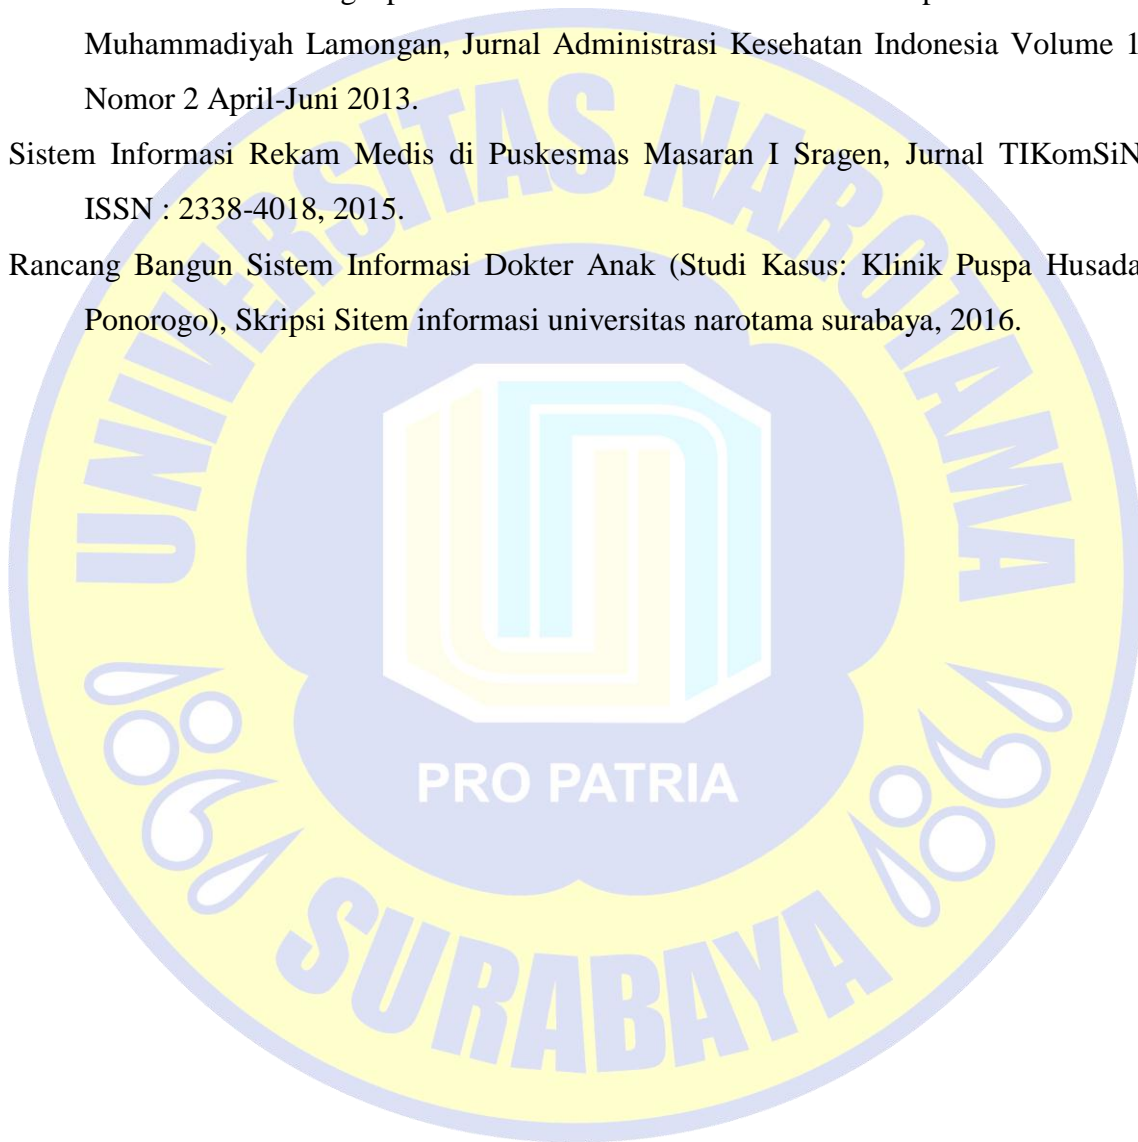 Muhammadiyah Lamongan, Jurnal Administrasi Kesehatan Indonesia Volume 1
Nomor 2 April-Juni 2013.
Sistem Informasi Rekam Medis di Puskesmas Masaran I Sragen, Jurnal TIKomSiN
ISSN : 2338-4018, 2015.
Rancang Bangun Sistem Informasi Dokter Anak (Studi Kasus: Klinik Puspa Husada
Ponorogo), Skripsi Sitem informasi universitas narotama surabaya, 2016.
UNIVERSITAS NAROTAMA
PRO PATRIA
SURABAYA